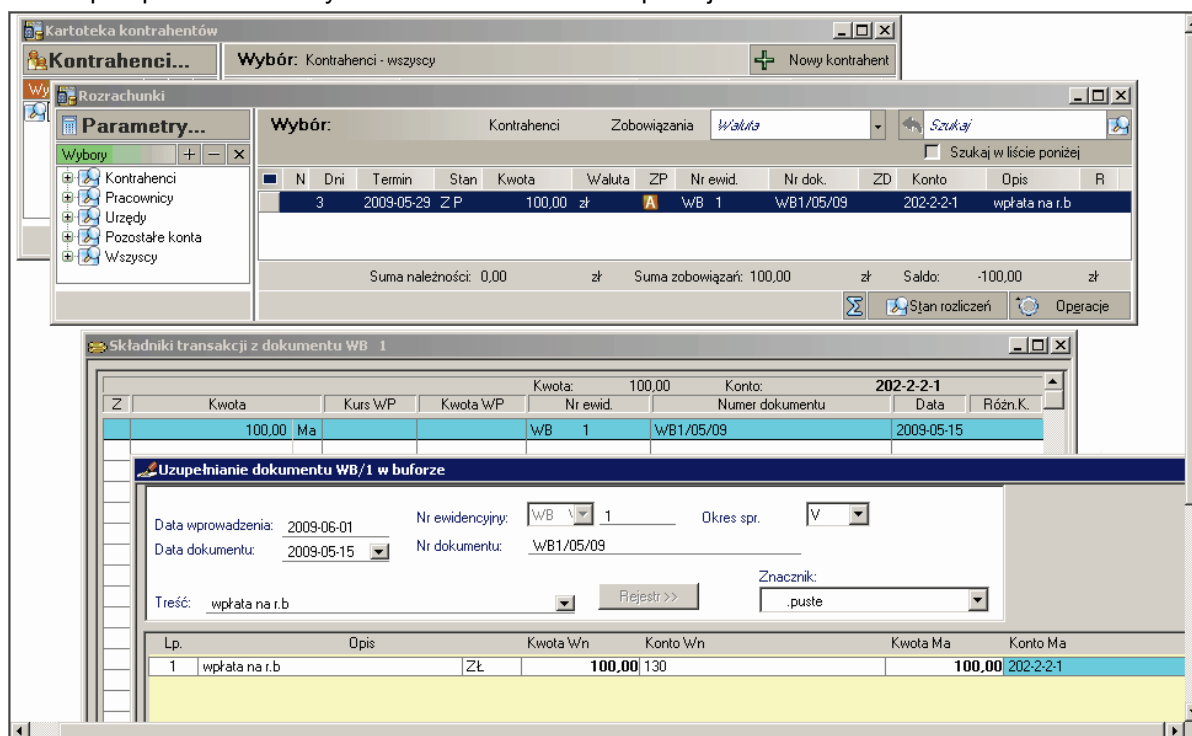 Kartoteka kontrahentów
Kontrahenci...
Wybór: Kontrahenci - wszyscy
Nowy kontrahent
Wy
Rozrachunki
Parametry...
Wybór: Kontrahenci Zobowiązania Waluta Szukaj
Wybory
Szukaj w liście poniżej
Kontrahenci
Pracownicy
Urzędy
Pozostałe konta
Wszyscy
N Dni Termin Stan Kwota Waluta ZP Nr ewid. Nr dok. ZD Konto Opis R
3 2009-05-29 Z P 100,00 zł A WB 1 WB1/05/09 202-2-2-1 wpłata na r.b
Suma należności: 0,00 zł Suma zobowiązań: 100,00 zł Saldo: -100,00 zł
Σ Stan rozliczeń Operacje
Składniki transakcji z dokumentu WB 1
Kwota: 100,00 Konto: 202-2-2-1
Z Kwota Kurs WP Kwota WP Nr ewid. Numer dokumentu Data Różn.K.
100,00 Ma WB 1 WB1/05/09 2009-05-15
Uzupełnianie dokumentu WB/1 w buforze
Data wprowadzenia: 2009-06-01 Nr ewidencyjny: WB 1 Okres spr. V
Data dokumentu: 2009-05-15 Nr dokumentu: WB1/05/09
Znacznik:
Treść: wpłata na r.b Rejestr >> .puste
Lp. Opis Kwota Wn Konto Wn Kwota Ma Konto Ma
1 wpłata na r.b ZŁ 100,00 130 100,00 202-2-2-1